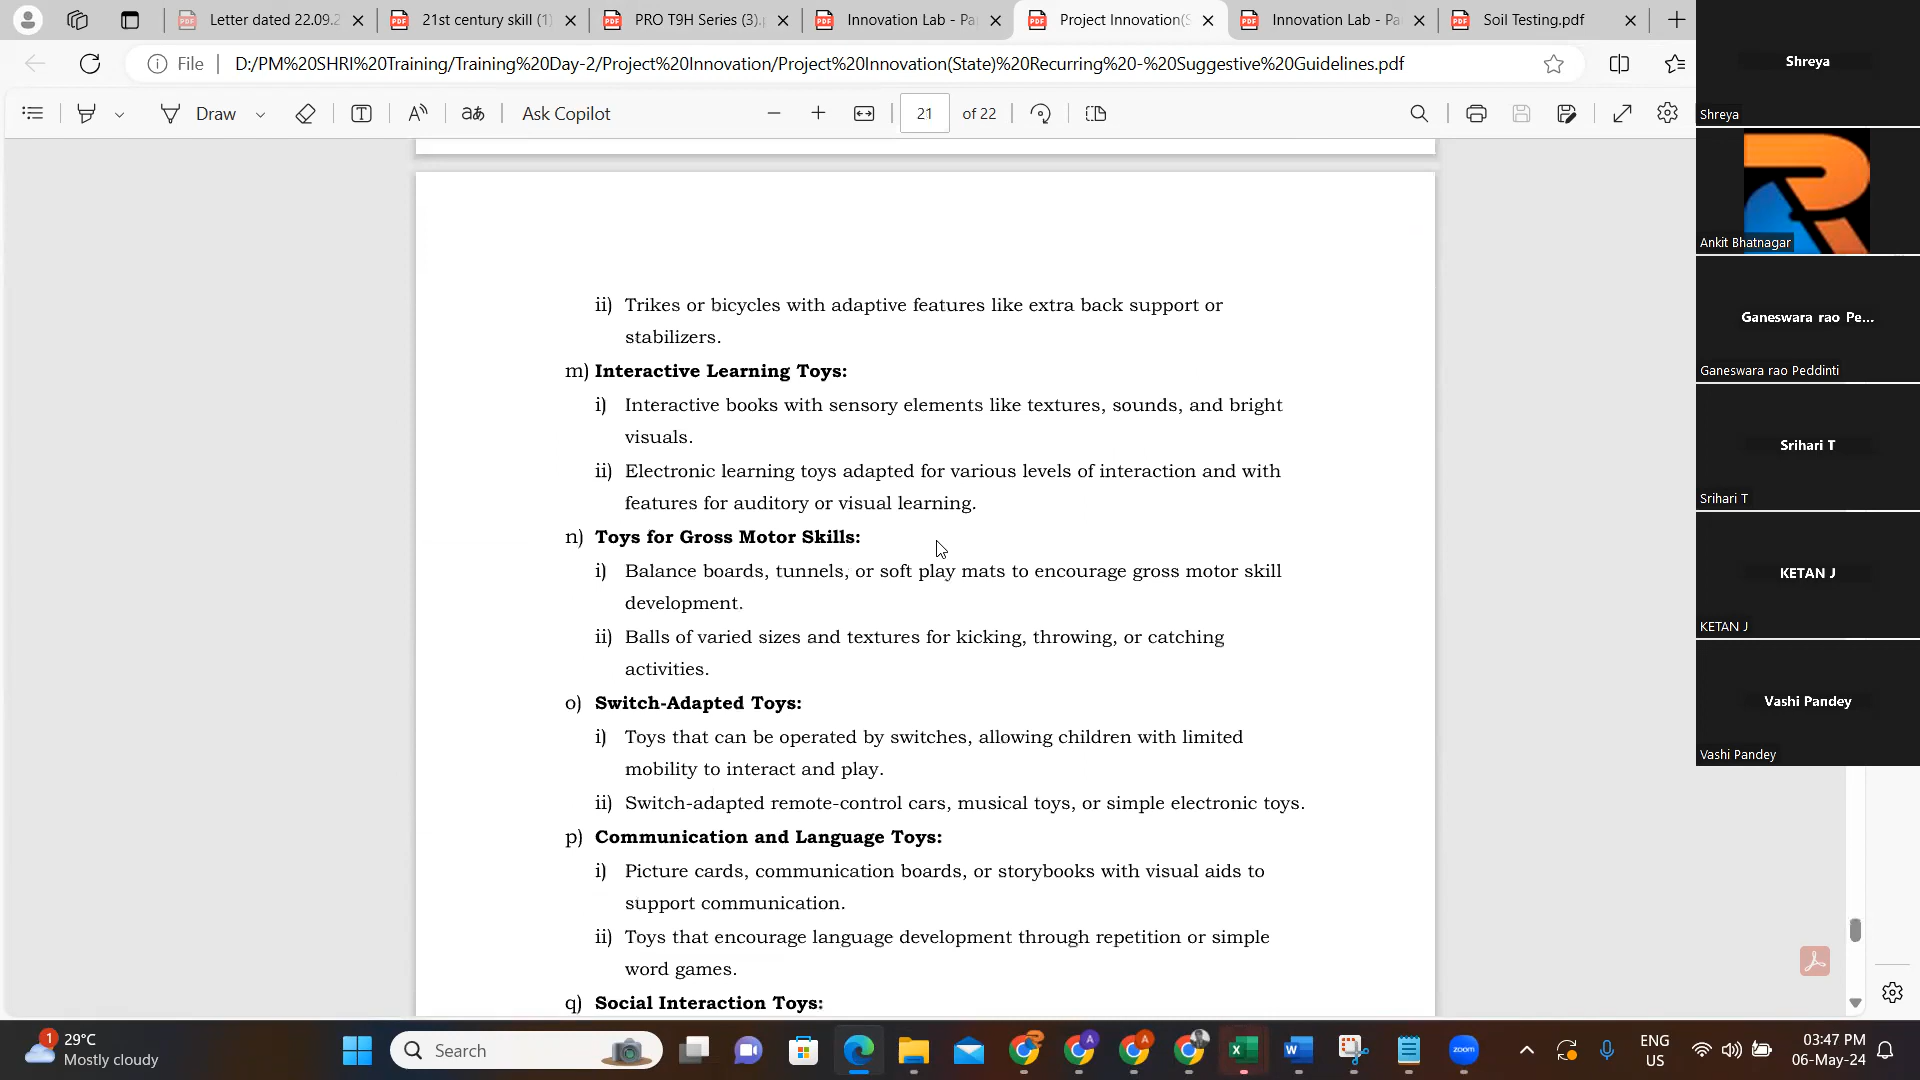 Letter dated 22.09.2
21st century skill (1)
PRO T9H Series (3).
Innovation Lab - Pa
Project Innovation(S
Innovation Lab - Pa
Soil Testing.pdf
File
D:/PM%20SHRI%20Training/Training%20Day-2/Project%20Innovation/Project%20Innovation(State)%20Recurring%20-%20Suggestive%20Guidelines.pdf
Draw
Ask Copilot
21 of 22
ii) Trikes or bicycles with adaptive features like extra back support or
stabilizers.
m) Interactive Learning Toys:
i) Interactive books with sensory elements like textures, sounds, and bright
visuals.
ii) Electronic learning toys adapted for various levels of interaction and with
features for auditory or visual learning.
n) Toys for Gross Motor Skills:
i) Balance boards, tunnels, or soft play mats to encourage gross motor skill
development.
ii) Balls of varied sizes and textures for kicking, throwing, or catching
activities.
o) Switch-Adapted Toys:
i) Toys that can be operated by switches, allowing children with limited
mobility to interact and play.
ii) Switch-adapted remote-control cars, musical toys, or simple electronic toys.
p) Communication and Language Toys:
i) Picture cards, communication boards, or storybooks with visual aids to
support communication.
ii) Toys that encourage language development through repetition or simple
word games.
q) Social Interaction Toys:
Shreya
Shreya
Ankit Bhatnagar
Ganeswara rao Pe...
Ganeswara rao Peddinti
Srihari T
Srihari T
KETAN J
KETAN J
Vashi Pandey
Vashi Pandey
1
29°C
Mostly cloudy
Search
zoom
ENG
US
03:47 PM
06-May-24